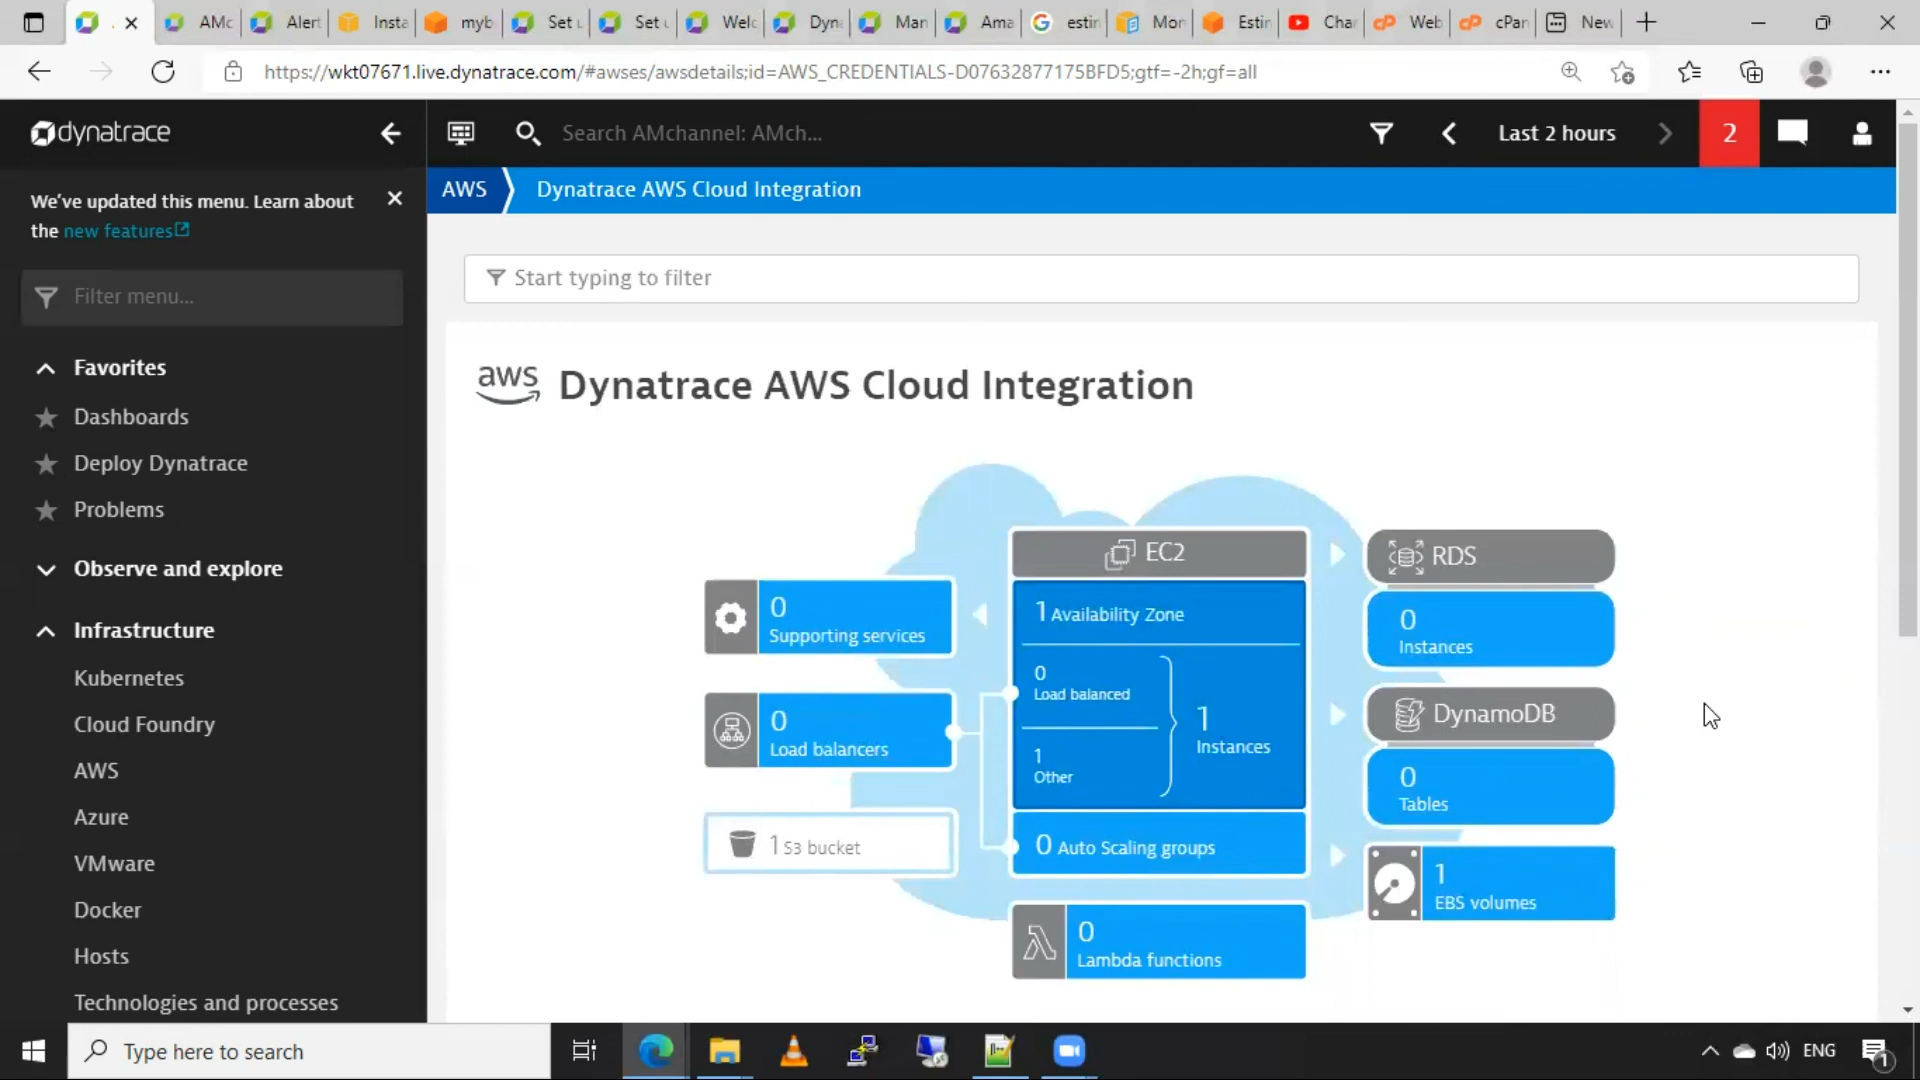 AMc
Alert
Insta
myb
Set u
Set u
Welc
Dyna
Man
Ama
estin
Mon
Estin
Char
Web
cPan
New
https://wkt07671.live.dynatrace.com/#awses/awsdetails;id=AWS_CREDENTIALS-D07632877175BFD5;gtf=-2h;gf=all
dynatrace
Search AMchannel: AMch...
Last 2 hours
2
We've updated this menu. Learn about
the new features
AWS
Dynatrace AWS Cloud Integration
Filter menu...
Start typing to filter
Favorites
Dashboards
Deploy Dynatrace
Problems
Observe and explore
Infrastructure
Kubernetes
Cloud Foundry
AWS
Azure
VMware
Docker
Hosts
Technologies and processes
aws Dynatrace AWS Cloud Integration
0
Supporting services
0
Load balancers
1 S3 bucket
EC2
1 Availability Zone
0
Load balanced
1
Other
1
Instances
0 Auto Scaling groups
0
Lambda functions
RDS
0
Instances
DynamoDB
0
Tables
1
EBS volumes
Type here to search
ENG
1